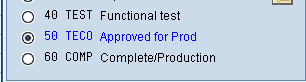 40 TEST Functional test
50 TECO Approved for Prod
60 COMP Complete/Production